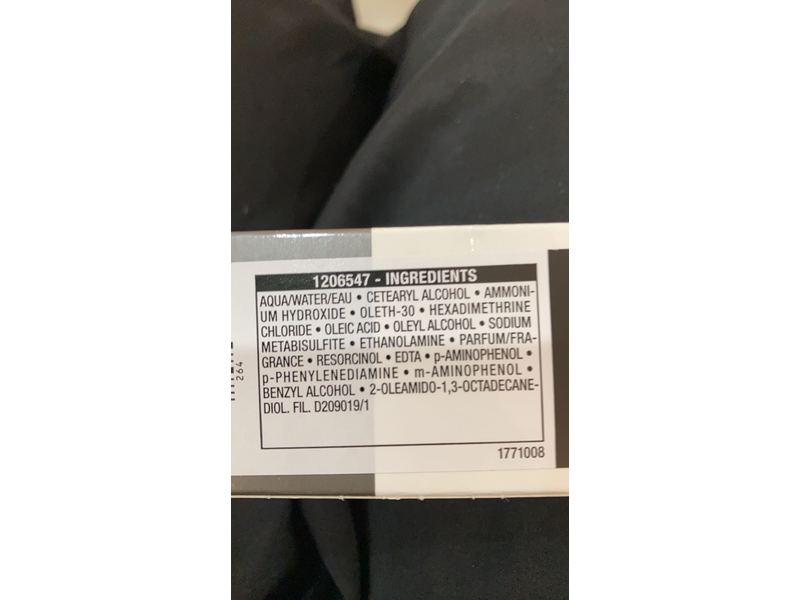 1206547 - INGREDIENTS
AQUA/WATER/EAU • CETEARYL ALCOHOL • AMMONI-
UM HYDROXIDE • OLETH-30 • HEXADIMETHRINE
CHLORIDE • OLEIC ACID • OLEYL ALCOHOL • SODIUM
METABISULFITE • ETHANOLAMINE • PARFUM/FRA-
GRANCE • RESORCINOL • EDTA • p-AMINOPHENOL •
p-PHENYLENEDIAMINE • m-AMINOPHENOL •
BENZYL ALCOHOL • 2-OLEAMIDO-1,3-OCTADECANE-
DIOL. FIL. D209019/1
1771008
264